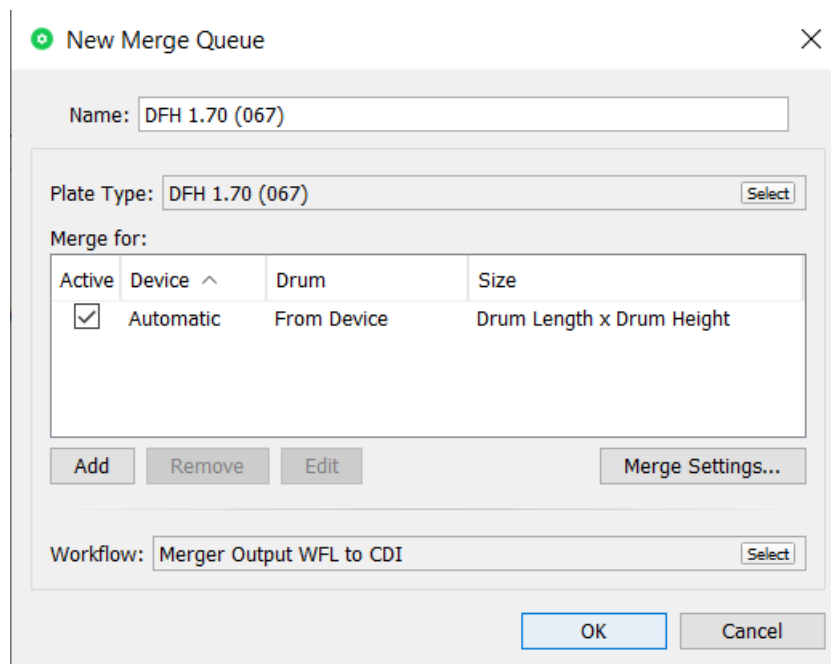 New Merge Queue
Name: DFH 1.70 (067)
Plate Type: DFH 1.70 (067) Select
Merge for:
Active Device Drum Size
Automatic From Device Drum Length x Drum Height
Add Remove Edit Merge Settings...
Workflow: Merger Output WFL to CDI Select
OK Cancel